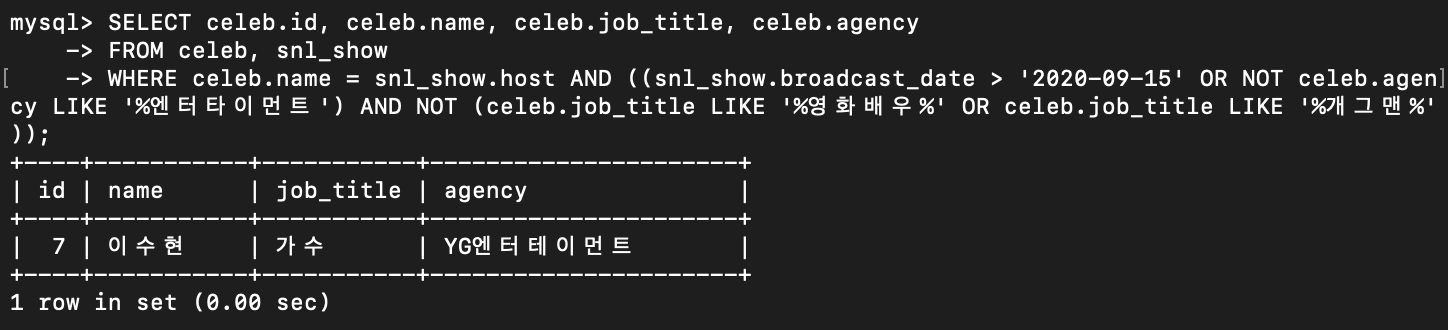 mysql> SELECT celeb.id, celeb.name, celeb.job_title, celeb.agency
    -> FROM celeb, snl_show
[    -> WHERE celeb.name = snl_show.host AND ((snl_show.broadcast_date > '2020-09-15' OR NOT celeb.agen]
cy LIKE '%엔터타이먼트') AND NOT (celeb.job_title LIKE '%영화배우%' OR celeb.job_title LIKE '%개그맨%'
));
+----+-----------+-----------+----------------------+
| id | name      | job_title | agency               |
+----+-----------+-----------+----------------------+
|  7 | 이수현    | 가수      | YG엔터테이먼트       |
+----+-----------+-----------+----------------------+
1 row in set (0.00 sec)